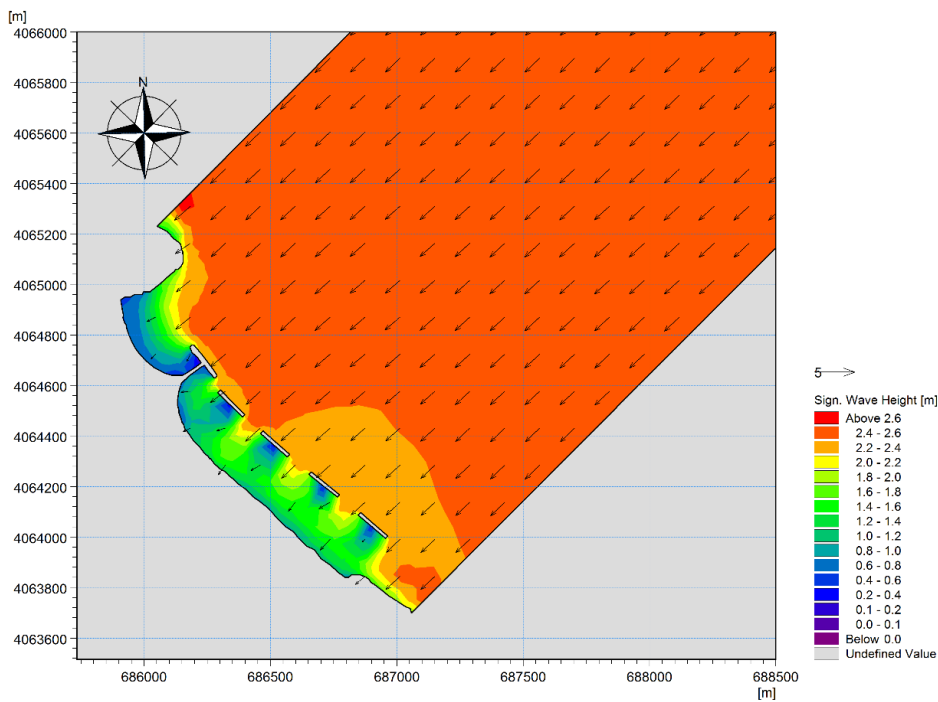 [m]
4066000
4065800
4065600
4065400
4065200
4065000
4064800
4064600
4064400
4064200
4064000
4063800
4063600
N
686000 686500 687000 687500 688000 688500
[m]
5
Sign. Wave Height [m]
Above 2.6
2.4 - 2.6
2.2 - 2.4
2.0 - 2.2
1.8 - 2.0
1.6 - 1.8
1.4 - 1.6
1.2 - 1.4
1.0 - 1.2
0.8 - 1.0
0.6 - 0.8
0.4 - 0.6
0.2 - 0.4
0.1 - 0.2
0.0 - 0.1
Below 0.0
Undefined Value